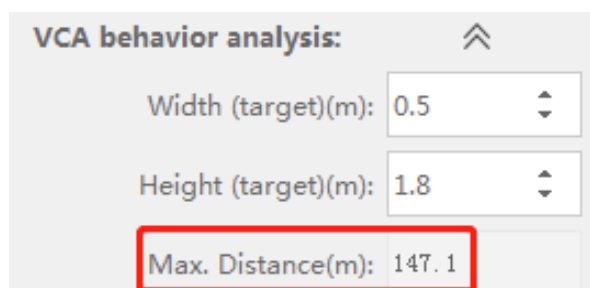 VCA behavior analysis:
Width (target)(m): 0.5
Height (target)(m): 1.8
Max. Distance(m): 147.1